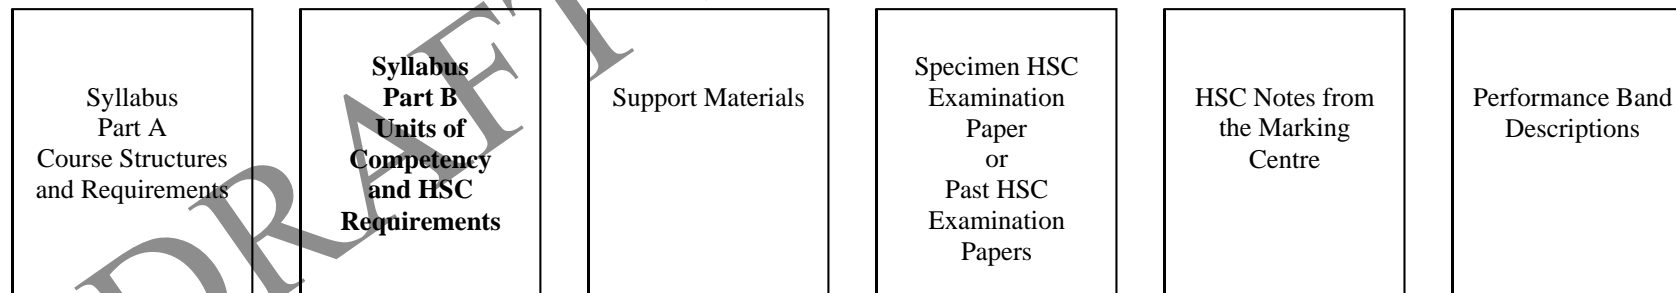 Syllabus
Part A
Course Structures
and Requirements
Syllabus
Part B
Units of
Competency
and HSC
Requirements
Support Materials
Specimen HSC
Examination
Paper
or
Past HSC
Examination
Papers
HSC Notes from
the Marking
Centre
Performance Band
Descriptions
DRAFT